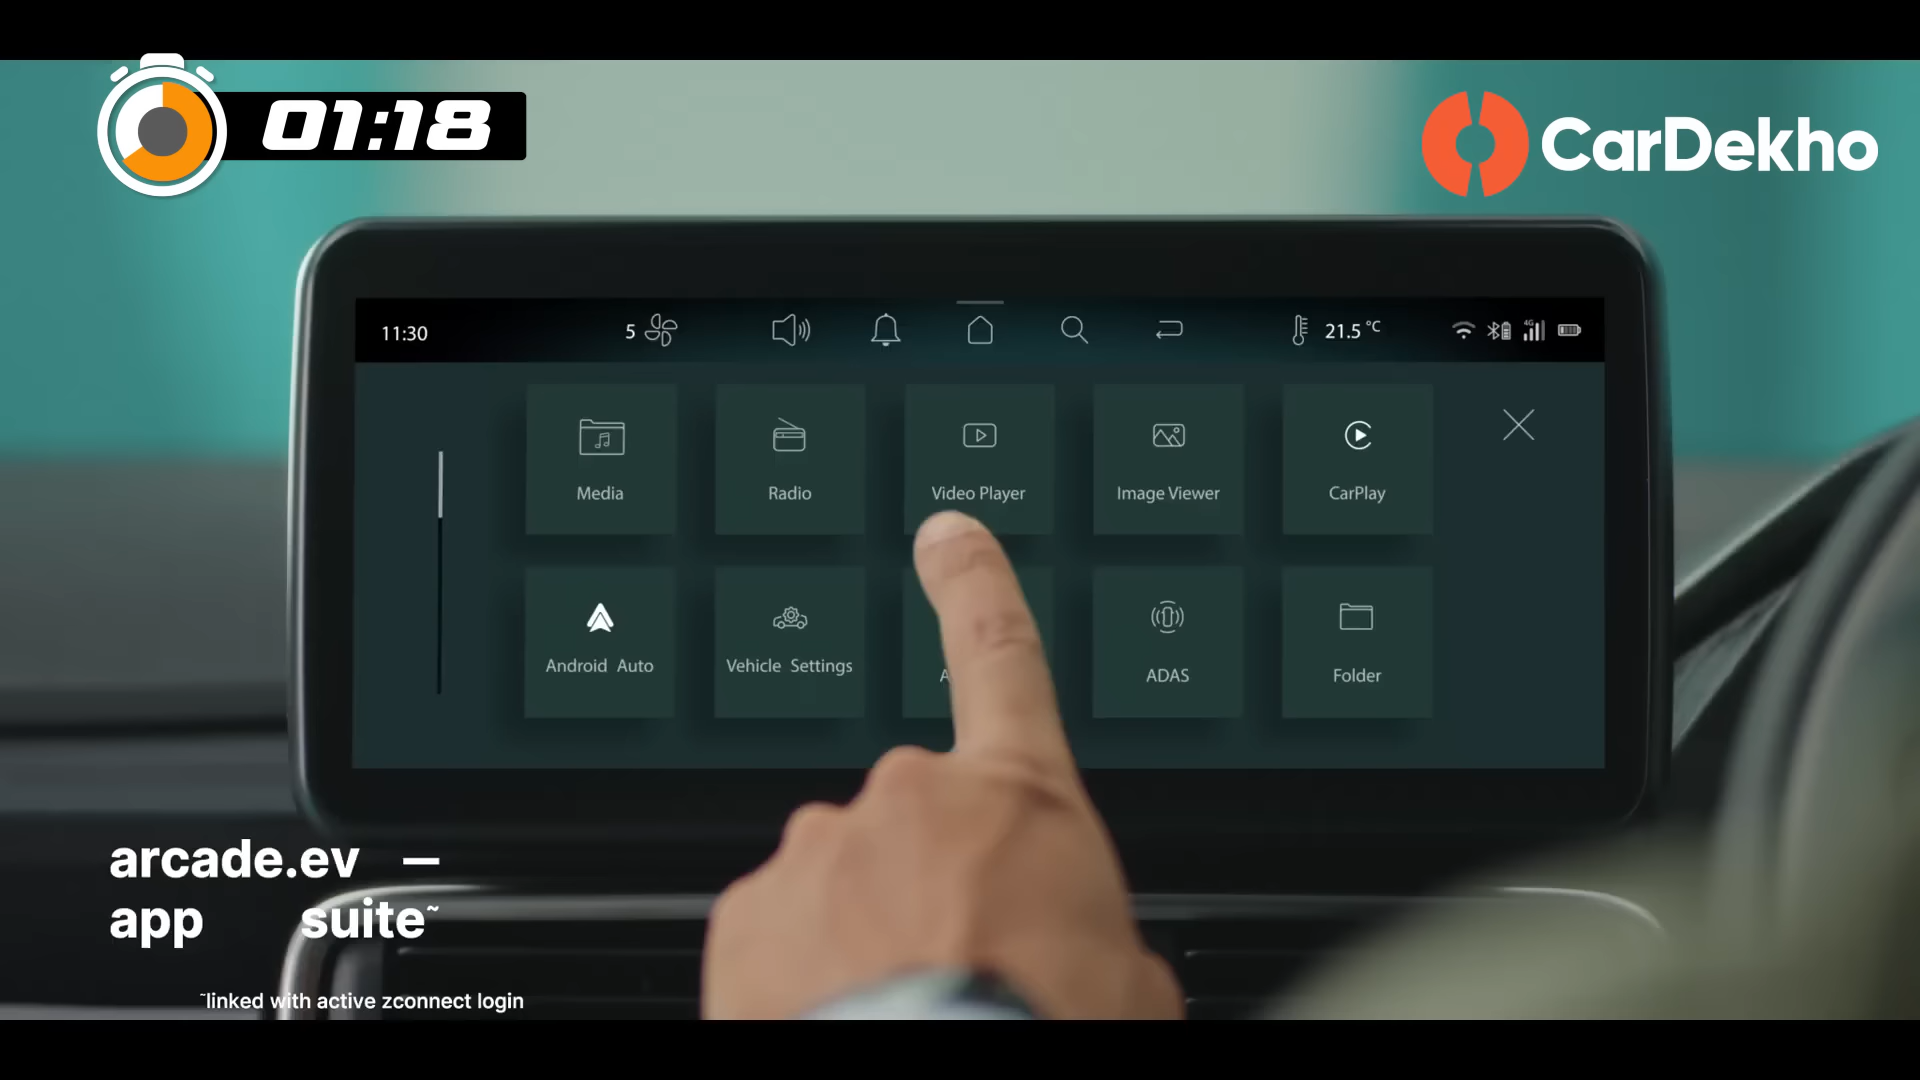 01:18
CarDekho
11:30
5
21.5 °C
4G
Media
Radio
Video Player
Image Viewer
CarPlay
Android Auto
Vehicle Settings
ADAS
Folder
arcade.ev —
app suite~
~linked with active zconnect login